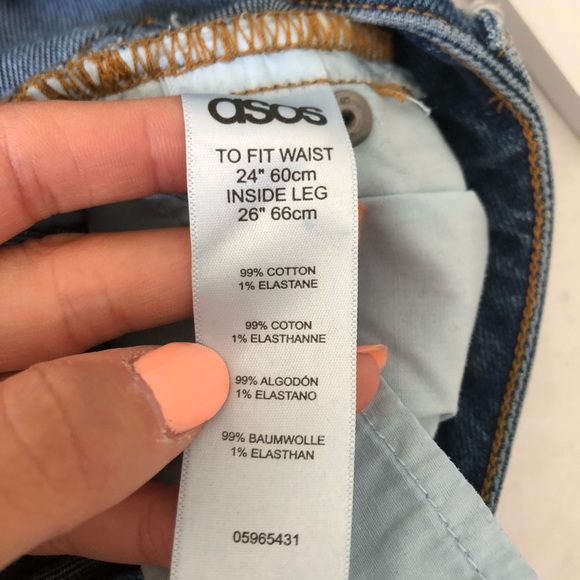 asos
TO FIT WAIST
24" 60cm
INSIDE LEG
26" 66cm
99% COTTON
1% ELASTANE
99% COTON
1% ELASTHANNE
99% ALGODÓN
1% ELASTANO
99% BAUMWOLLE
1% ELASTHAN
05965431